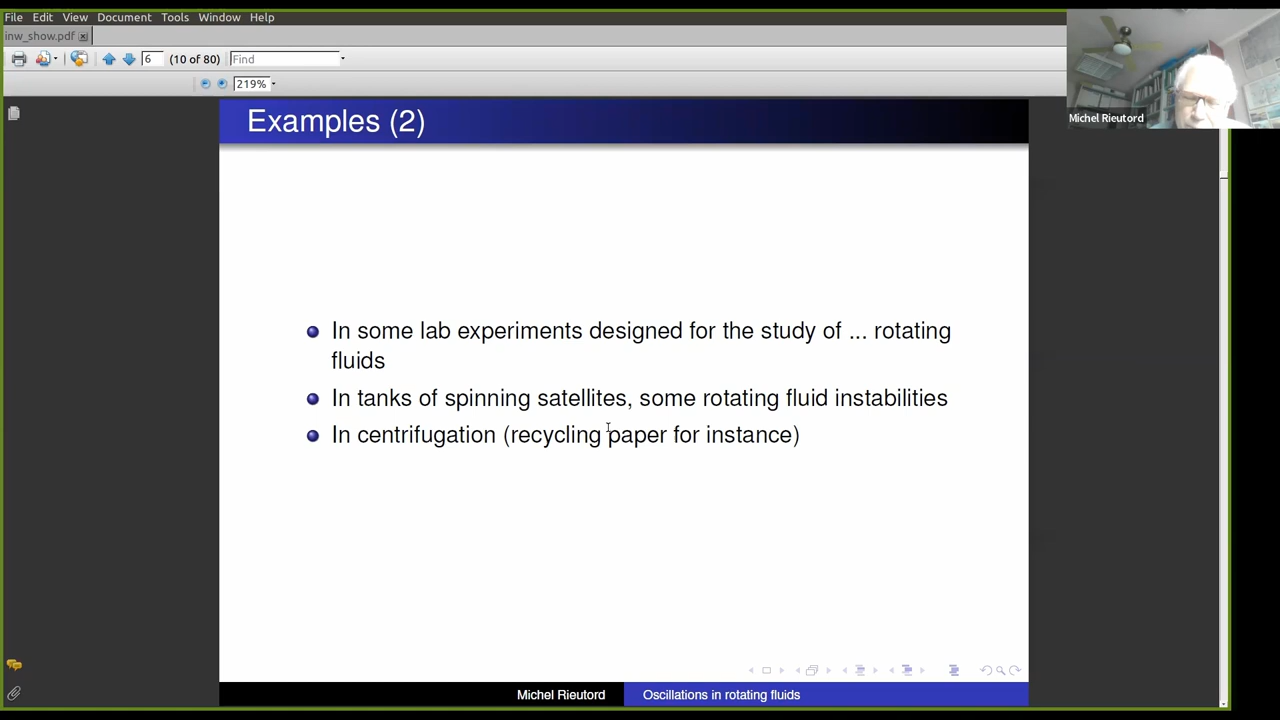 File Edit View Document Tools Window Help
inw_show.pdf
6 (10 of 80) Find
219%
Michel Rieutord
Examples (2)
In some lab experiments designed for the study of ... rotating
fluids
In tanks of spinning satellites, some rotating fluid instabilities
In centrifugation (recycling paper for instance)
Michel Rieutord Oscillations in rotating fluids